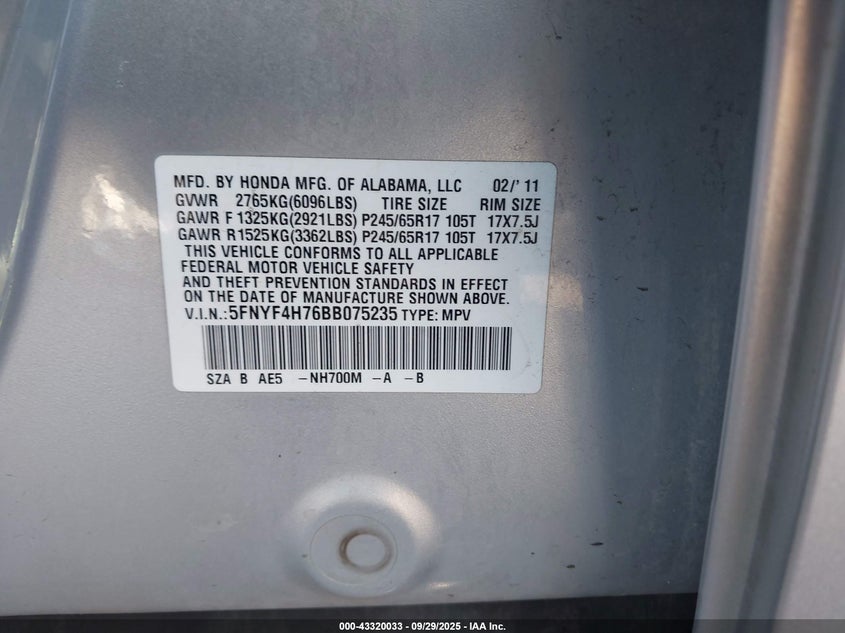 MFD. BY HONDA MFG. OF ALABAMA, LLC 02/'11
GVWR 2765KG(6096LBS) TIRE SIZE RIM SIZE
GAWR F 1325KG(2921LBS) P245/65R17 105T 17X7.5J
GAWR R 1525KG(3362LBS) P245/65R17 105T 17X7.5J
THIS VEHICLE CONFORMS TO ALL APPLICABLE
FEDERAL MOTOR VEHICLE SAFETY
AND THEFT PREVENTION STANDARDS IN EFFECT
ON THE DATE OF MANUFACTURE SHOWN ABOVE.
V.I.N.:5FNYF4H76BB075235 TYPE: MPV
SZA B AE5 –NH700M –A –B
000-43320033 - 09/29/2025 - IAA Inc.